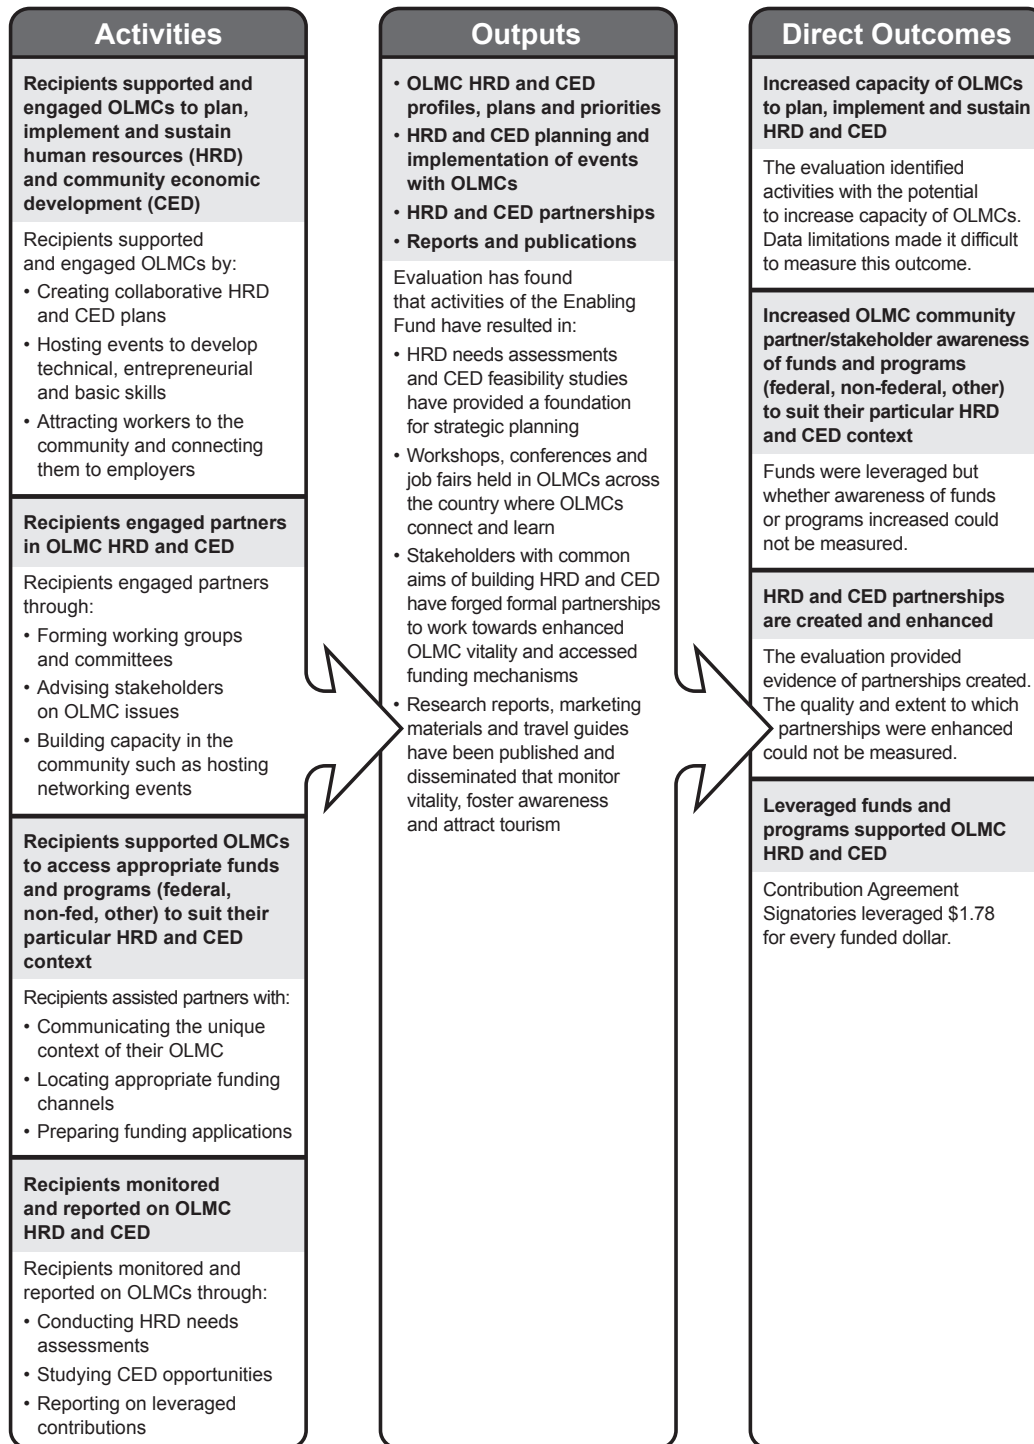 Activities
Recipients supported and
engaged OLMCs to plan,
implement and sustain
human resources (HRD)
and community economic
development (CED)
Recipients supported
and engaged OLMCs by:
• Creating collaborative HRD
and CED plans
• Hosting events to develop
technical, entrepreneurial
and basic skills
• Attracting workers to the
community and connecting
them to employers
Recipients engaged partners
in OLMC HRD and CED
Recipients engaged partners
through:
• Forming working groups
and committees
• Advising stakeholders
on OLMC issues
• Building capacity in the
community such as hosting
networking events
Recipients supported OLMCs
to access appropriate funds
and programs (federal,
non-fed, other) to suit their
particular HRD and CED
context
Recipients assisted partners with:
• Communicating the unique
context of their OLMC
• Locating appropriate funding
channels
• Preparing funding applications
Recipients monitored
and reported on OLMC
HRD and CED
Recipients monitored and
reported on OLMCs through:
• Conducting HRD needs
assessments
• Studying CED opportunities
• Reporting on leveraged
contributions
Outputs
• OLMC HRD and CED
profiles, plans and priorities
• HRD and CED planning and
implementation of events
with OLMCs
• HRD and CED partnerships
• Reports and publications
Evaluation has found
that activities of the Enabling
Fund have resulted in:
• HRD needs assessments
and CED feasibility studies
have provided a foundation
for strategic planning
• Workshops, conferences and
job fairs held in OLMCs across
the country where OLMCs
connect and learn
• Stakeholders with common
aims of building HRD and CED
have forged formal partnerships
to work towards enhanced
OLMC vitality and accessed
funding mechanisms
• Research reports, marketing
materials and travel guides
have been published and
disseminated that monitor
vitality, foster awareness
and attract tourism
Direct Outcomes
Increased capacity of OLMCs
to plan, implement and sustain
HRD and CED
The evaluation identified
activities with the potential
to increase capacity of OLMCs.
Data limitations made it difficult
to measure this outcome.
Increased OLMC community
partner/stakeholder awareness
of funds and programs
(federal, non-federal, other)
to suit their particular HRD
and CED context
Funds were leveraged but
whether awareness of funds
or programs increased could
not be measured.
HRD and CED partnerships
are created and enhanced
The evaluation provided
evidence of partnerships created.
The quality and extent to which
partnerships were enhanced
could not be measured.
Leveraged funds and
programs supported OLMC
HRD and CED
Contribution Agreement
Signatories leveraged $1.78
for every funded dollar.